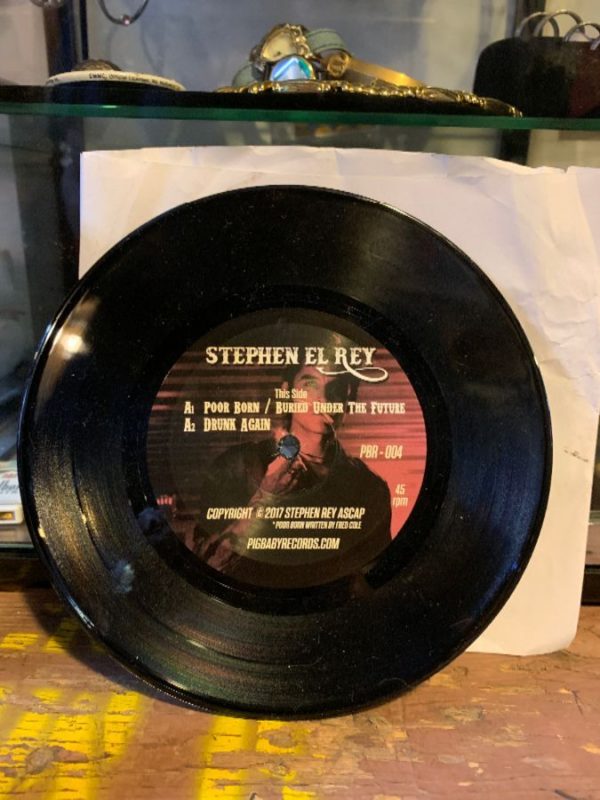 STEPHEN EL REY
This Side
A1 POOR BORN / BURIED UNDER THE FUTURE
A2 DRUNK AGAIN
PBR - 004
45
rpm
COPYRIGHT © 2017 STEPHEN REY ASCAP
* POOR BORN WRITTEN BY FRED COLE
PIGBABYRECORDS.COM